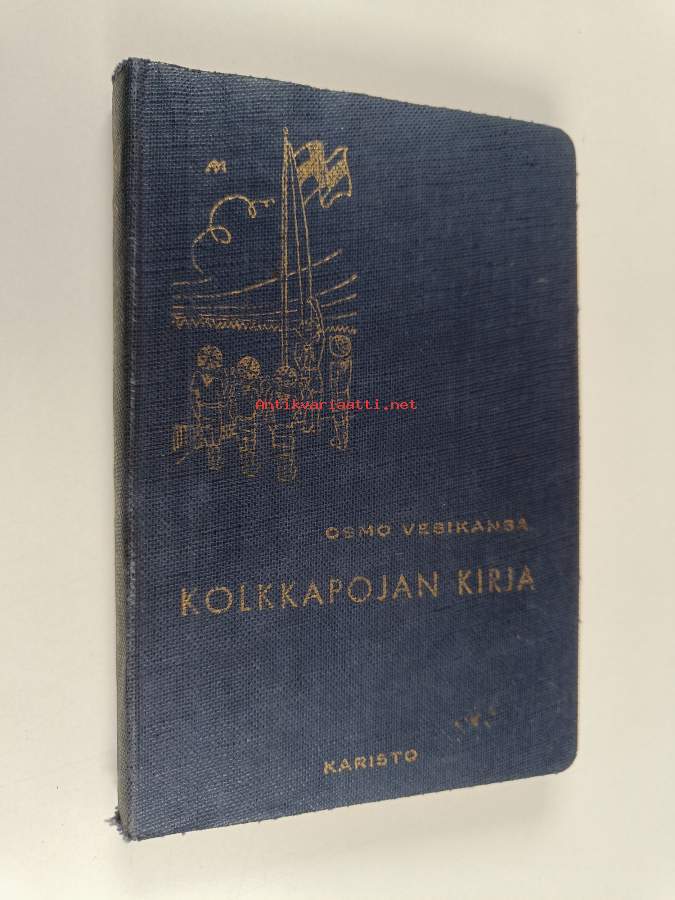 Antikvariaatti.net
OSMO VESIKANSA
KOLKKAPOJAN KIRJA
KARISTO